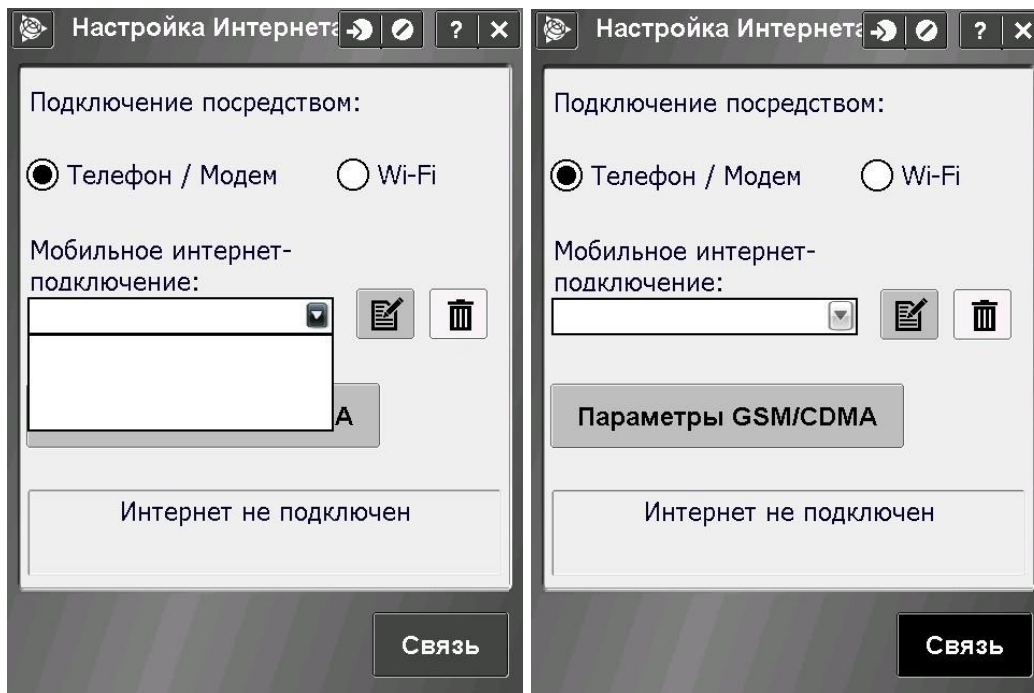 Настройка Интернета
?
Подключение посредством:
Телефон / Модем
Wi-Fi
Мобильное интернет-
подключение:
А
Интернет не подключен
Связь
Настройка Интернета
?
Подключение посредством:
Телефон / Модем
Wi-Fi
Мобильное интернет-
подключение:
Параметры GSM/CDMA
Интернет не подключен
Связь